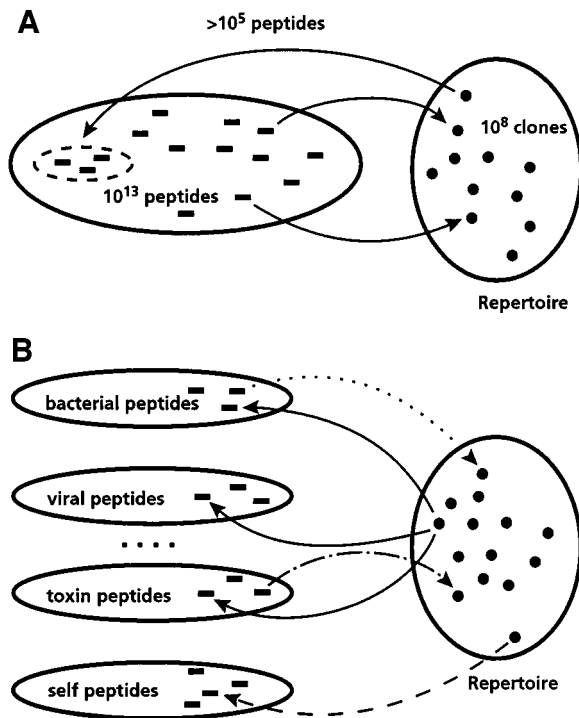 A
>10⁵ peptides
10⁸ clones
10¹³ peptides
Repertoire
B
bacterial peptides
viral peptides
toxin peptides
self peptides
Repertoire